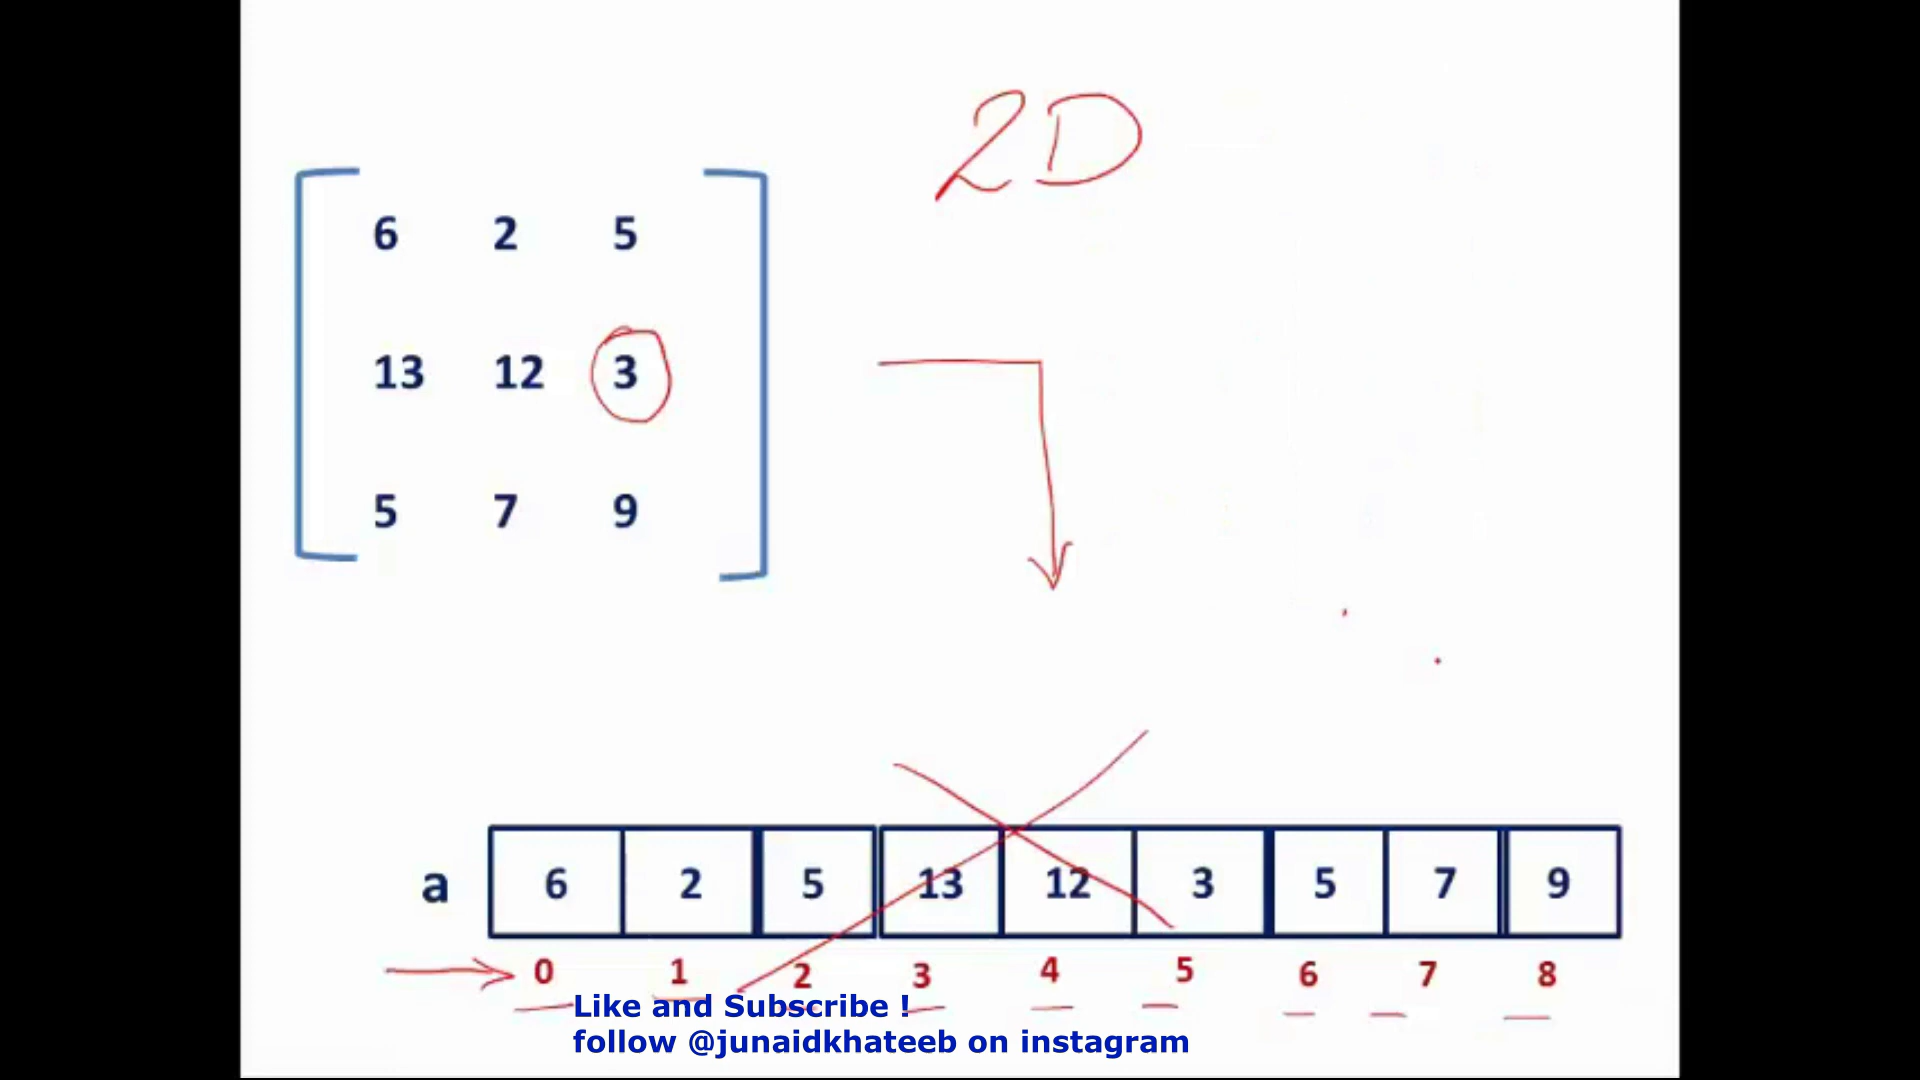 2D
6 2 5
13 12 3
5 7 9
a 6 2 5 13 12 3 5 7 9
0 1 2 3 4 5 6 7 8
Like and Subscribe !
follow @junaidkhateeb on instagram